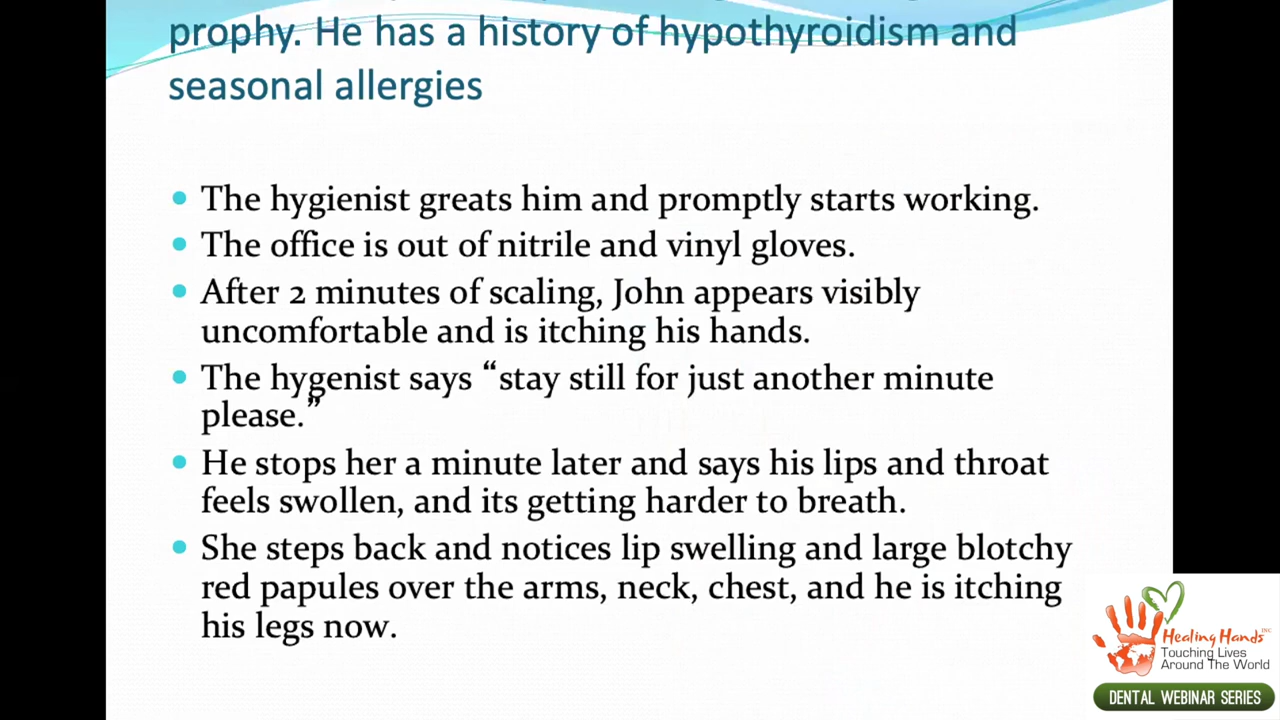 prophy. He has a history of hypothyroidism and
seasonal allergies
• The hygienist greats him and promptly starts working.
• The office is out of nitrile and vinyl gloves.
• After 2 minutes of scaling, John appears visibly
uncomfortable and is itching his hands.
• The hygenist says “stay still for just another minute
please.”
• He stops her a minute later and says his lips and throat
feels swollen, and its getting harder to breath.
• She steps back and notices lip swelling and large blotchy
red papules over the arms, neck, chest, and he is itching
his legs now.
Healing Hands INC
Touching Lives
Around The World
DENTAL WEBINAR SERIES